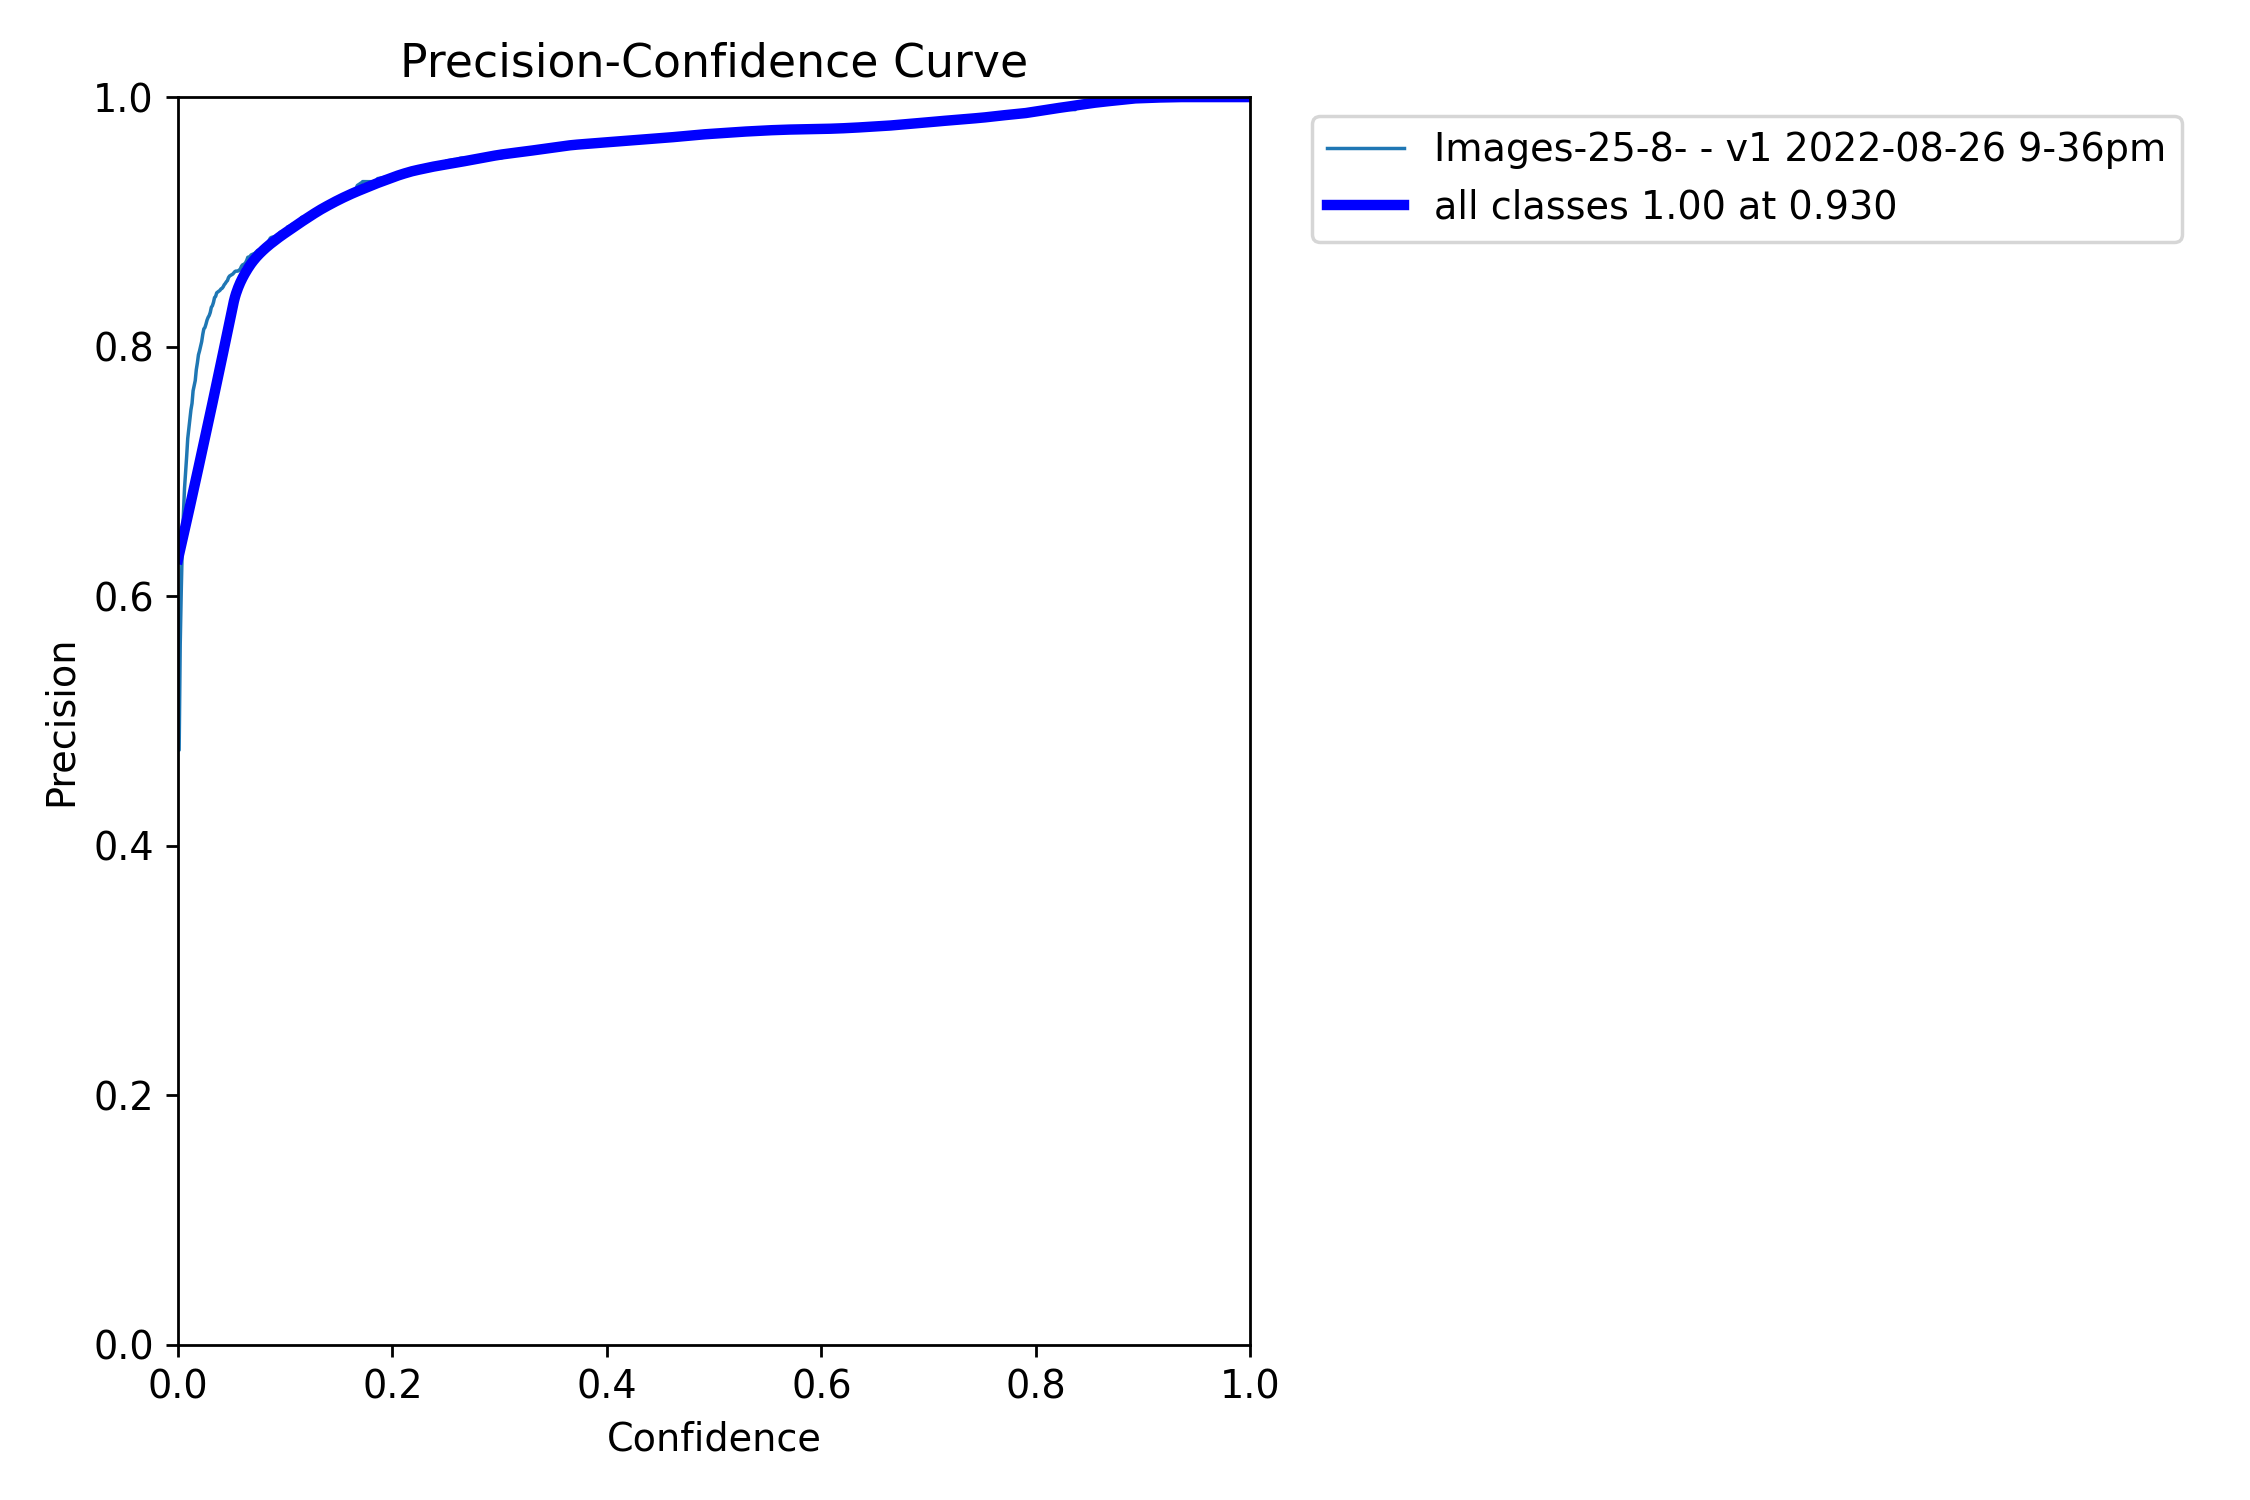 Precision-Confidence Curve
1.0
0.8
0.6
0.4
0.2
0.0
Precision
0.0 0.2 0.4 0.6 0.8 1.0
Confidence
Images-25-8- - v1 2022-08-26 9-36pm
all classes 1.00 at 0.930